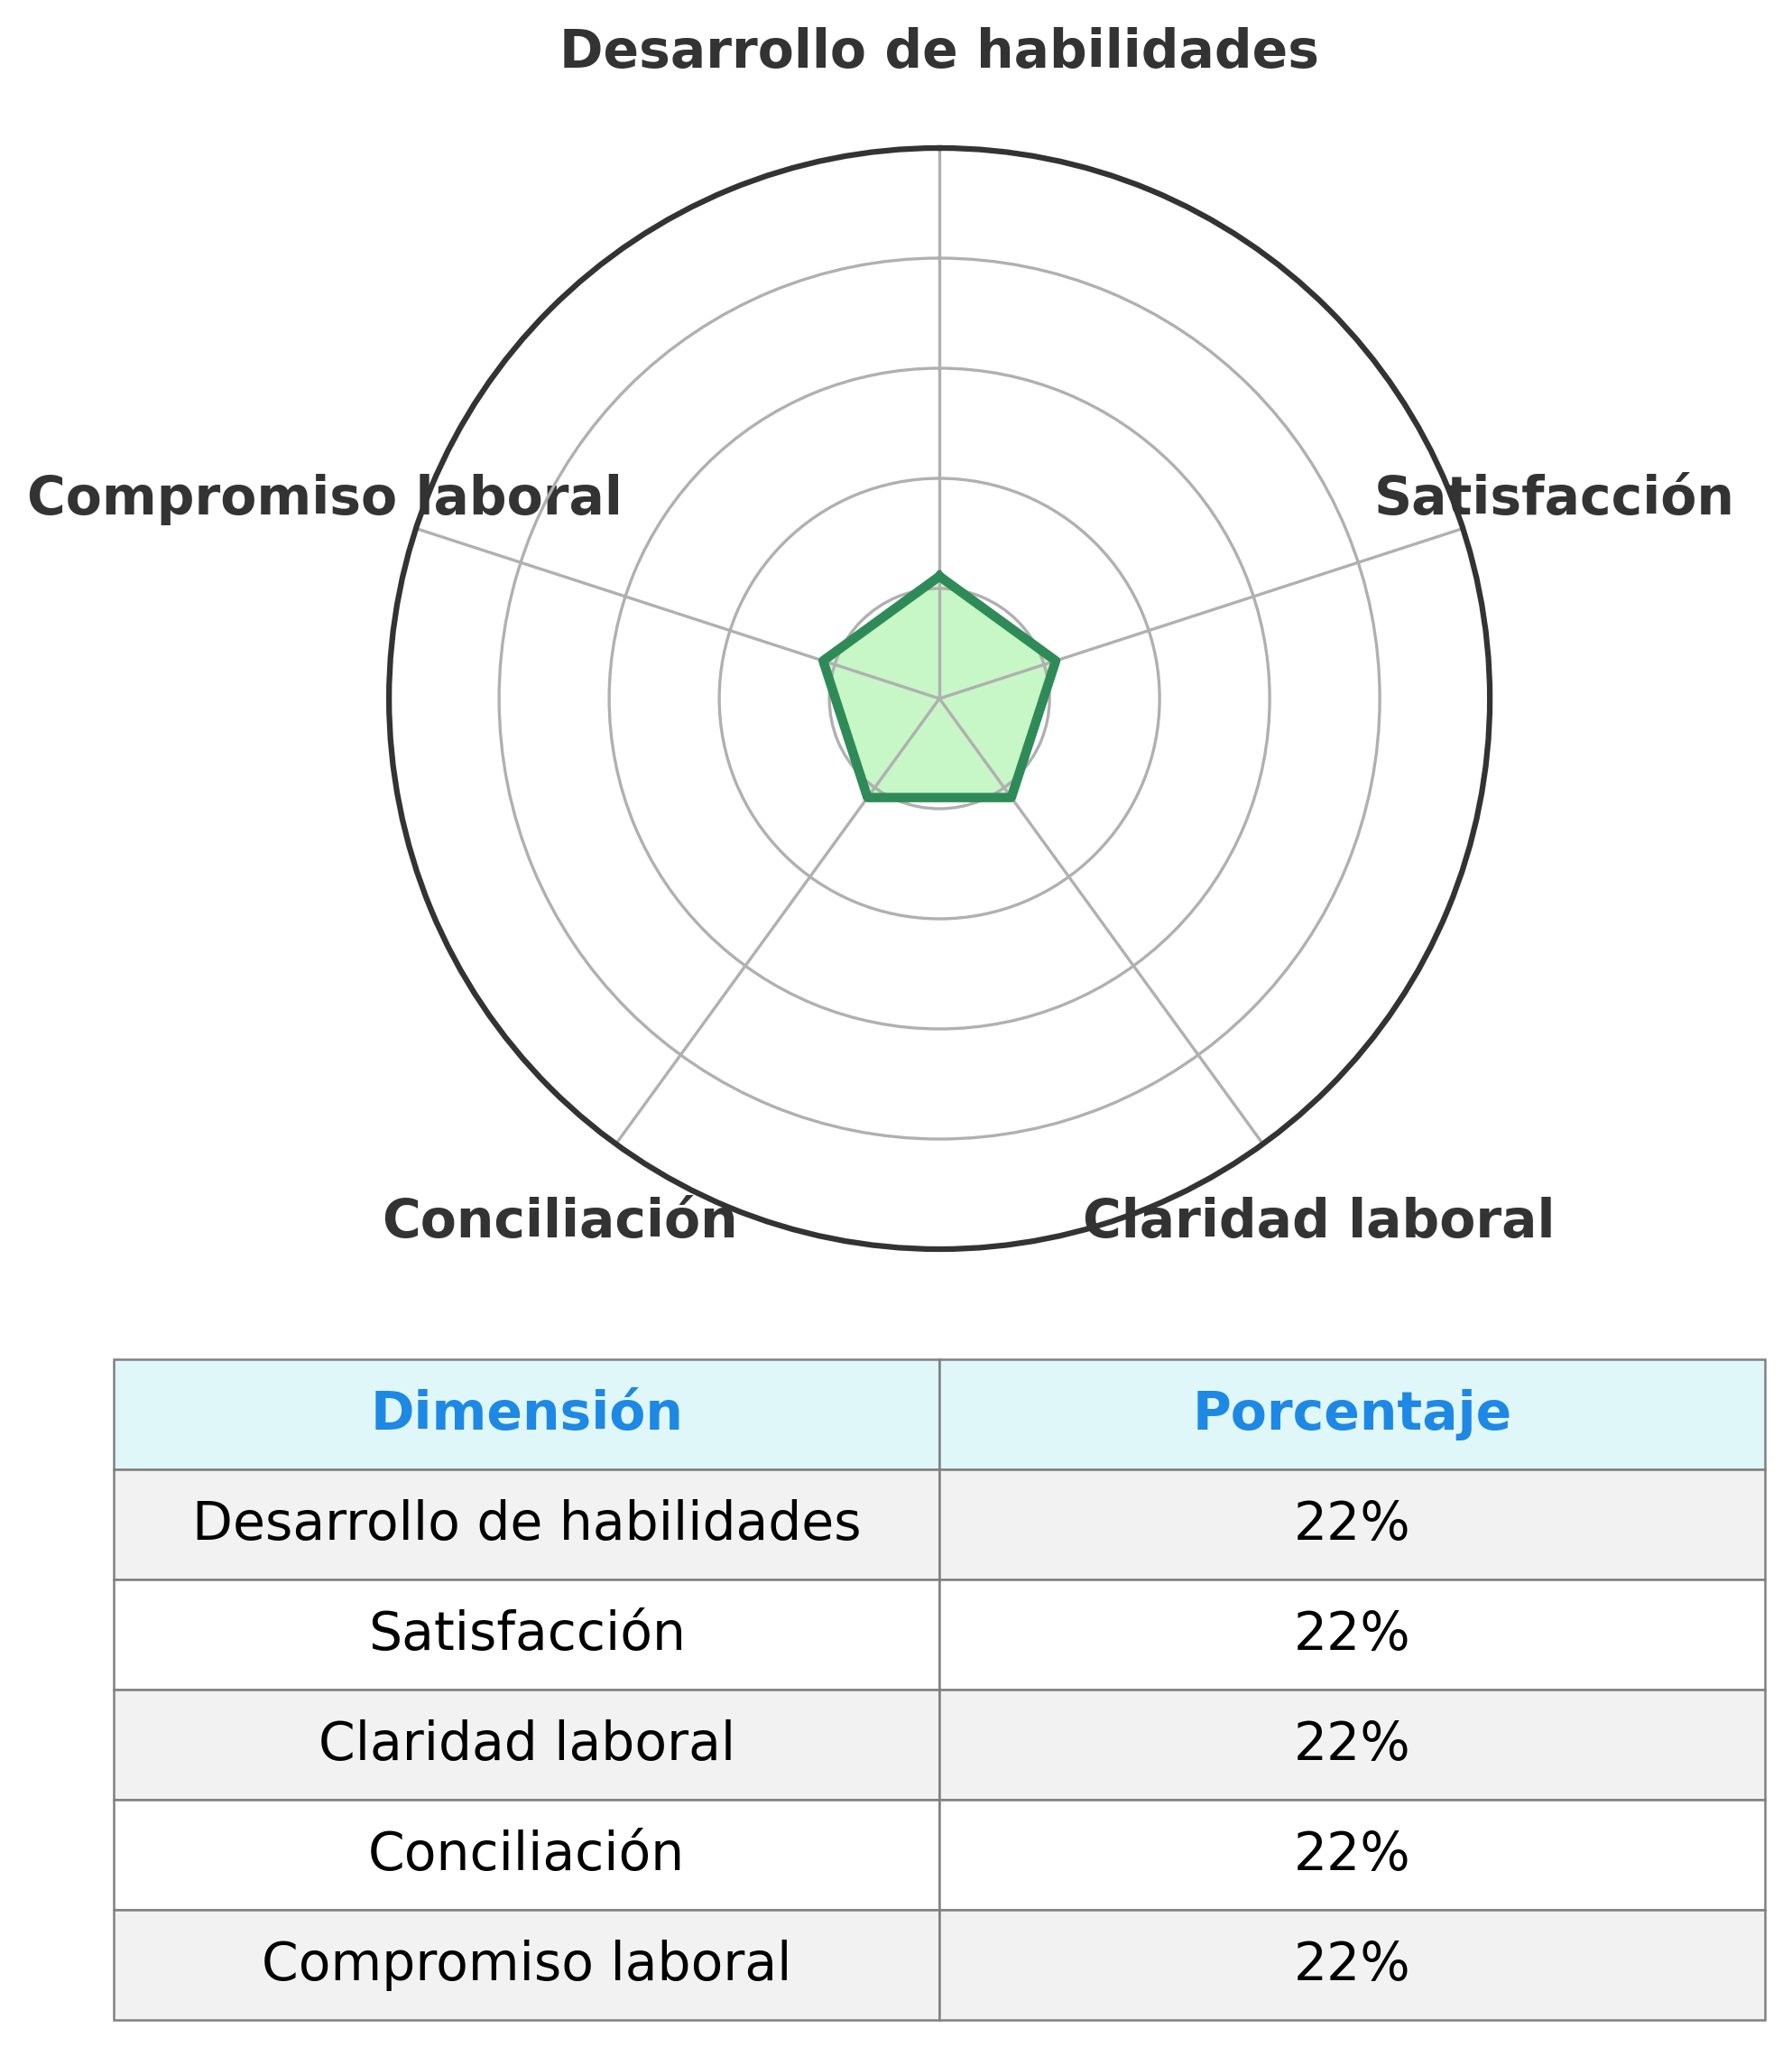 Desarrollo de habilidades
Compromiso laboral
Satisfacción
Conciliación
Claridad laboral
Dimensión Porcentaje
Desarrollo de habilidades 22%
Satisfacción 22%
Claridad laboral 22%
Conciliación 22%
Compromiso laboral 22%